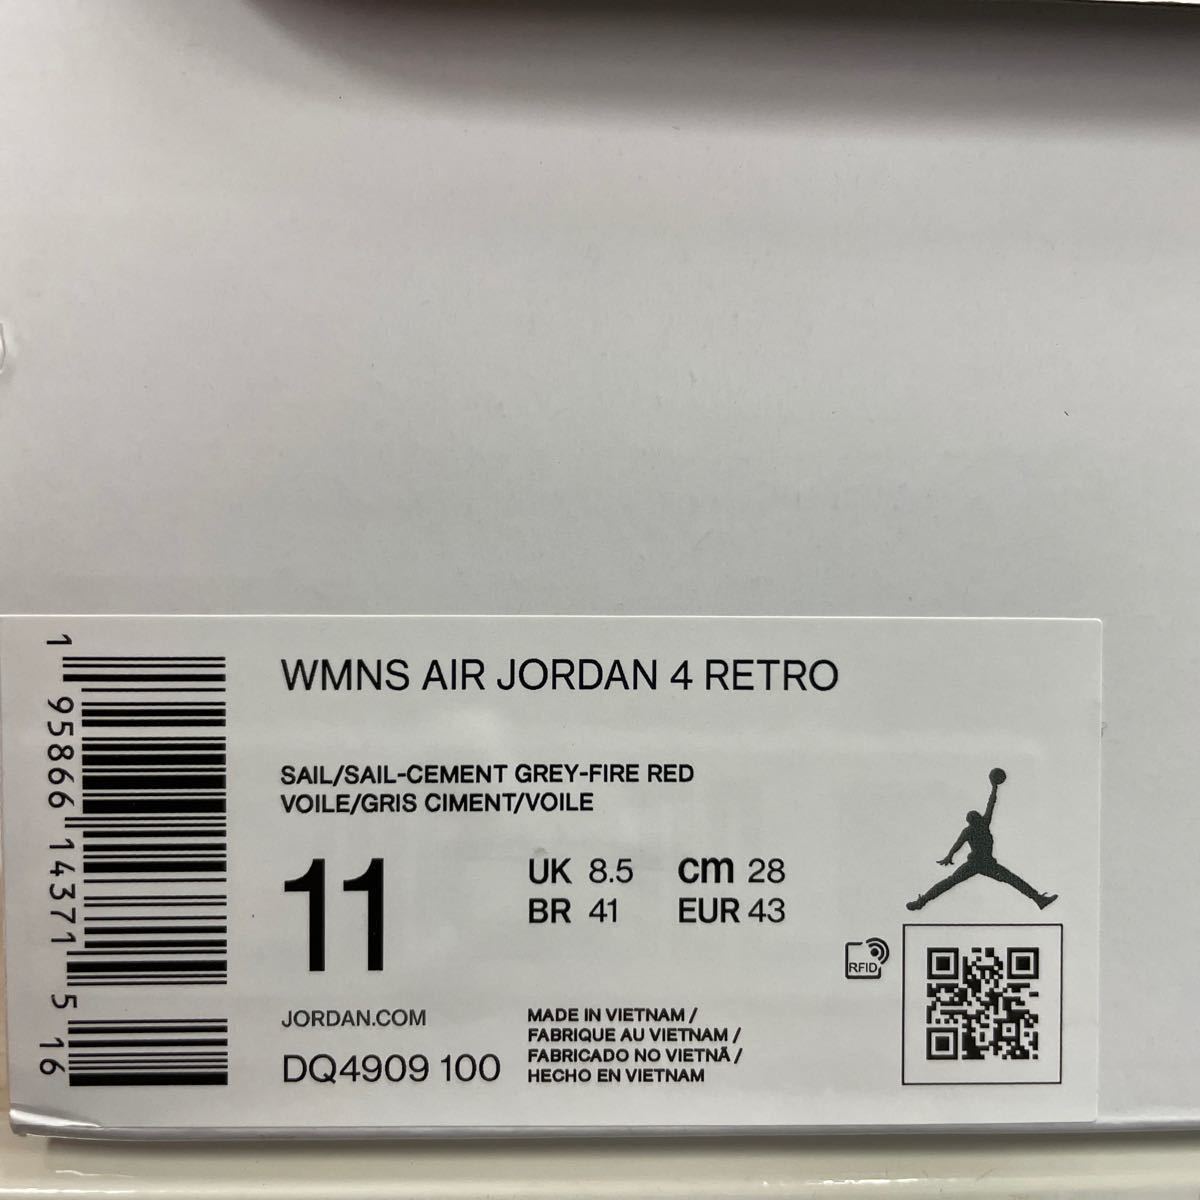 WMNS AIR JORDAN 4 RETRO
SAIL/SAIL-CEMENT GREY-FIRE RED
VOILE/GRIS CIMENT/VOILE
11
UK 8.5 cm 28
BR 41 EUR 43
RFID
JORDAN.COM
DQ4909 100
MADE IN VIETNAM /
FABRIQUE AU VIETNAM /
FABRICADO NO VIETNÃ /
HECHO EN VIETNAM
1 95866 14371 5 16